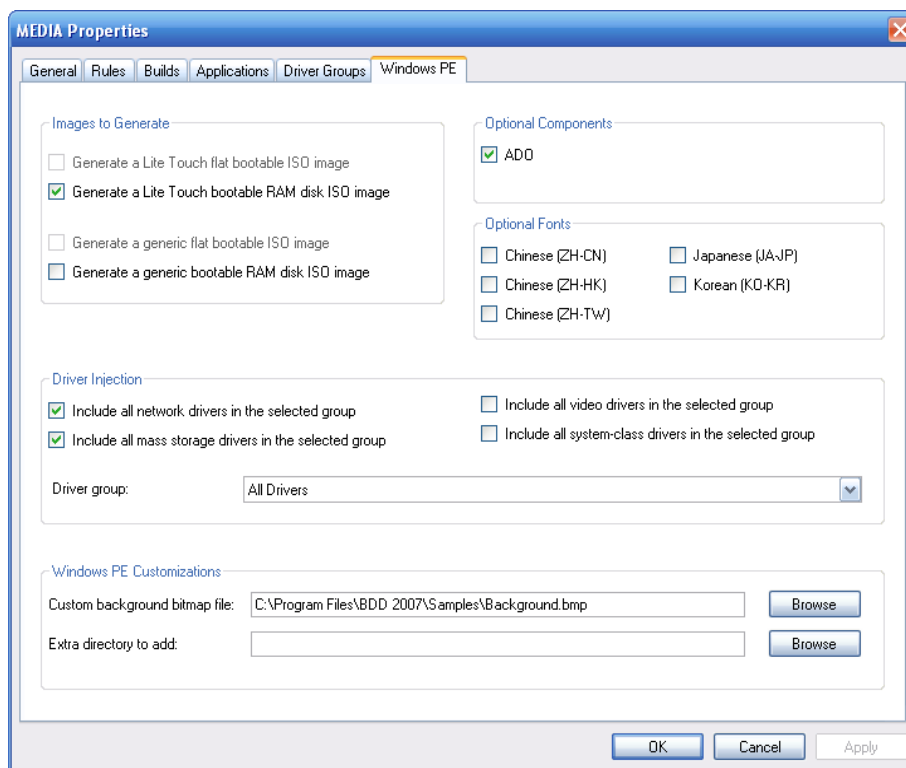 MEDIA Properties
General Rules Builds Applications Driver Groups Windows PE
Images to Generate
Generate a Lite Touch flat bootable ISO image
Generate a Lite Touch bootable RAM disk ISO image
Generate a generic flat bootable ISO image
Generate a generic bootable RAM disk ISO image
Optional Components
ADO
Optional Fonts
Chinese (ZH-CN) Japanese (JA-JP)
Chinese (ZH-HK) Korean (KO-KR)
Chinese (ZH-TW)
Driver Injection
Include all network drivers in the selected group
Include all mass storage drivers in the selected group
Include all video drivers in the selected group
Include all system-class drivers in the selected group
Driver group: All Drivers
Windows PE Customizations
Custom background bitmap file: C:\Program Files\BDD 2007\Samples\Background.bmp Browse
Extra directory to add: Browse
OK Cancel Apply